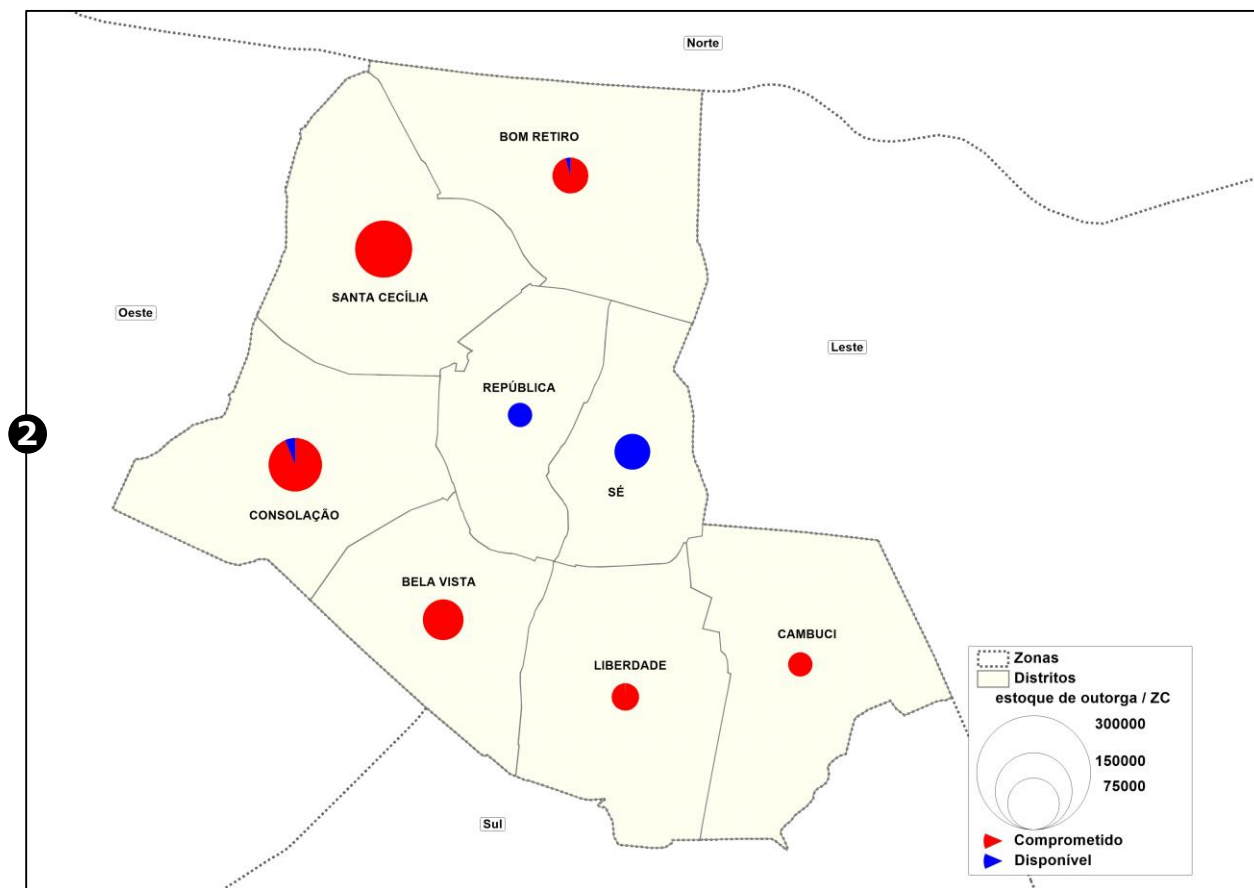 Norte
BOM RETIRO
SANTA CECÍLIA
Oeste
Leste
REPÚBLICA
2
SÉ
CONSOLAÇÃO
BELA VISTA
CAMBUCI
LIBERDADE
Zonas
Distritos
estoque de outorga / ZC
300000
150000
75000
Sul
Comprometido
Disponível